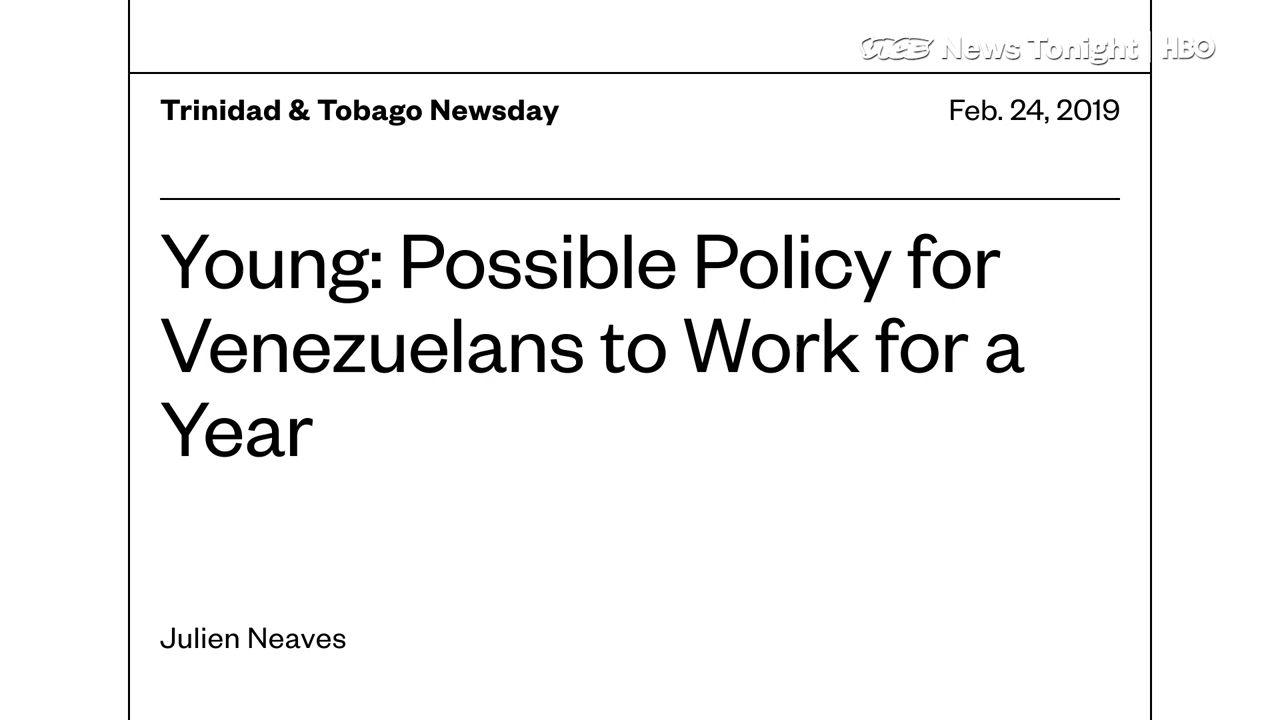 VICE News Tonight | HBO
Trinidad & Tobago Newsday Feb. 24, 2019
Young: Possible Policy for
Venezuelans to Work for a
Year
Julien Neaves